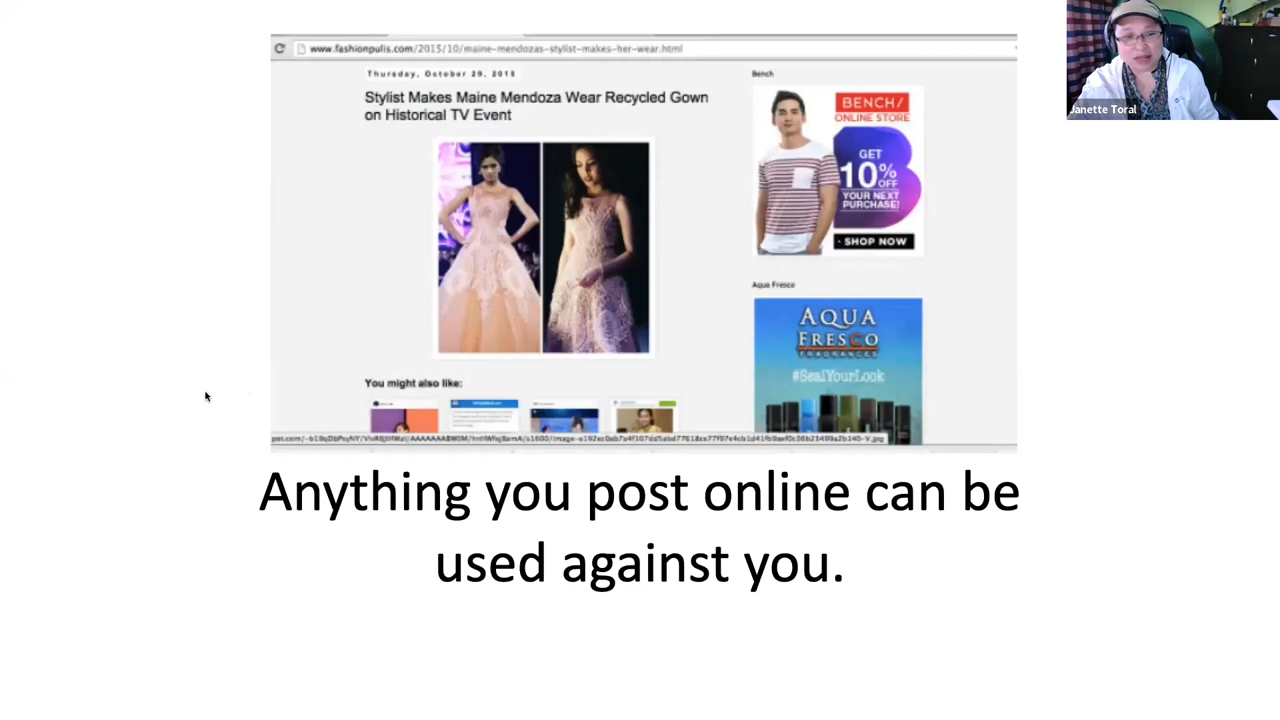 www.fashionpulis.com/2015/10/maine-mendozas-stylist-makes-her-wear.html
Thursday, October 29, 2015
Stylist Makes Maine Mendoza Wear Recycled Gown
on Historical TV Event
You might also like:
Bench
BENCH/
ONLINE STORE
GET
10%
OFF
YOUR NEXT
PURCHASE!
SHOP NOW
Aqua Fresco
AQUA
FRESCO
FRAGRANCES
#SealYourLook
Janette Toral
Anything you post online can be
used against you.